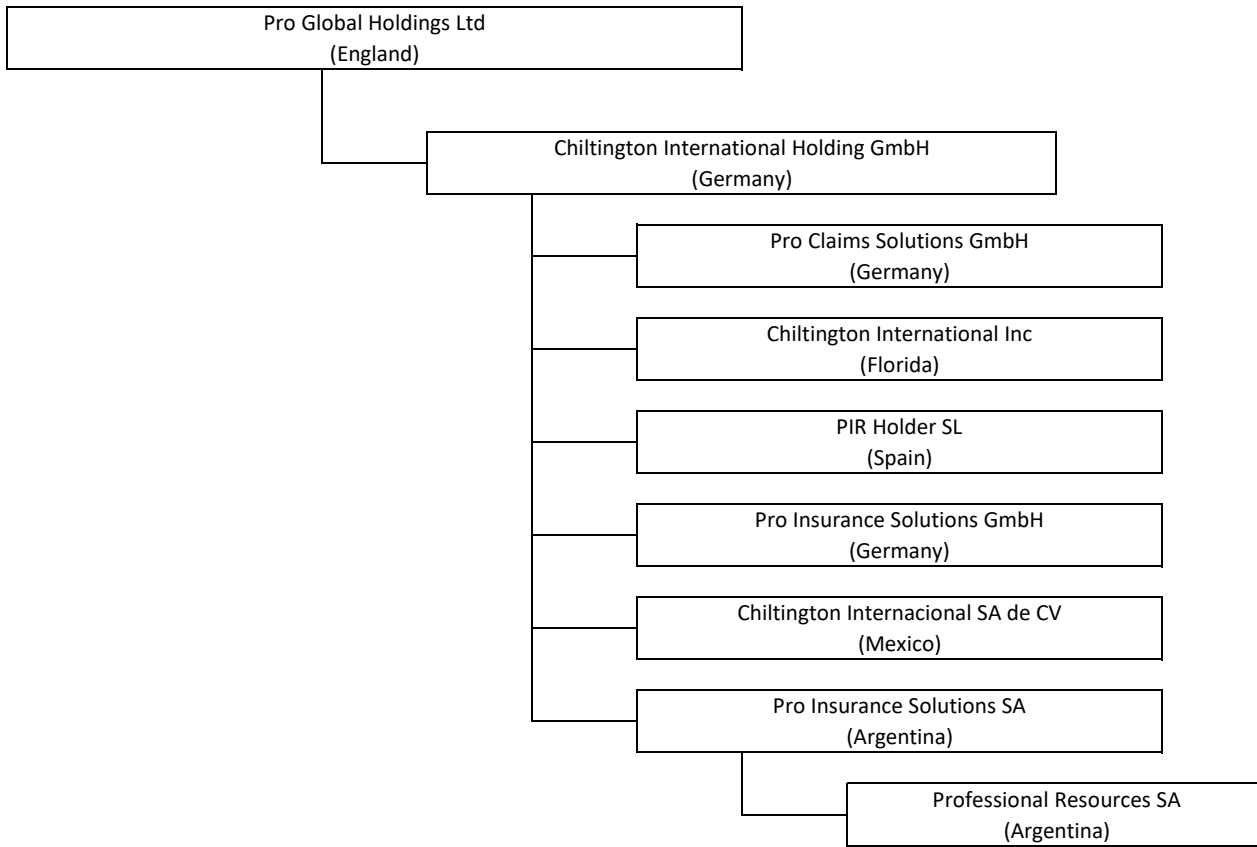 Pro Global Holdings Ltd
(England)
Chiltington International Holding GmbH
(Germany)
Pro Claims Solutions GmbH
(Germany)
Chiltington International Inc
(Florida)
PIR Holder SL
(Spain)
Pro Insurance Solutions GmbH
(Germany)
Chiltington Internacional SA de CV
(Mexico)
Pro Insurance Solutions SA
(Argentina)
Professional Resources SA
(Argentina)